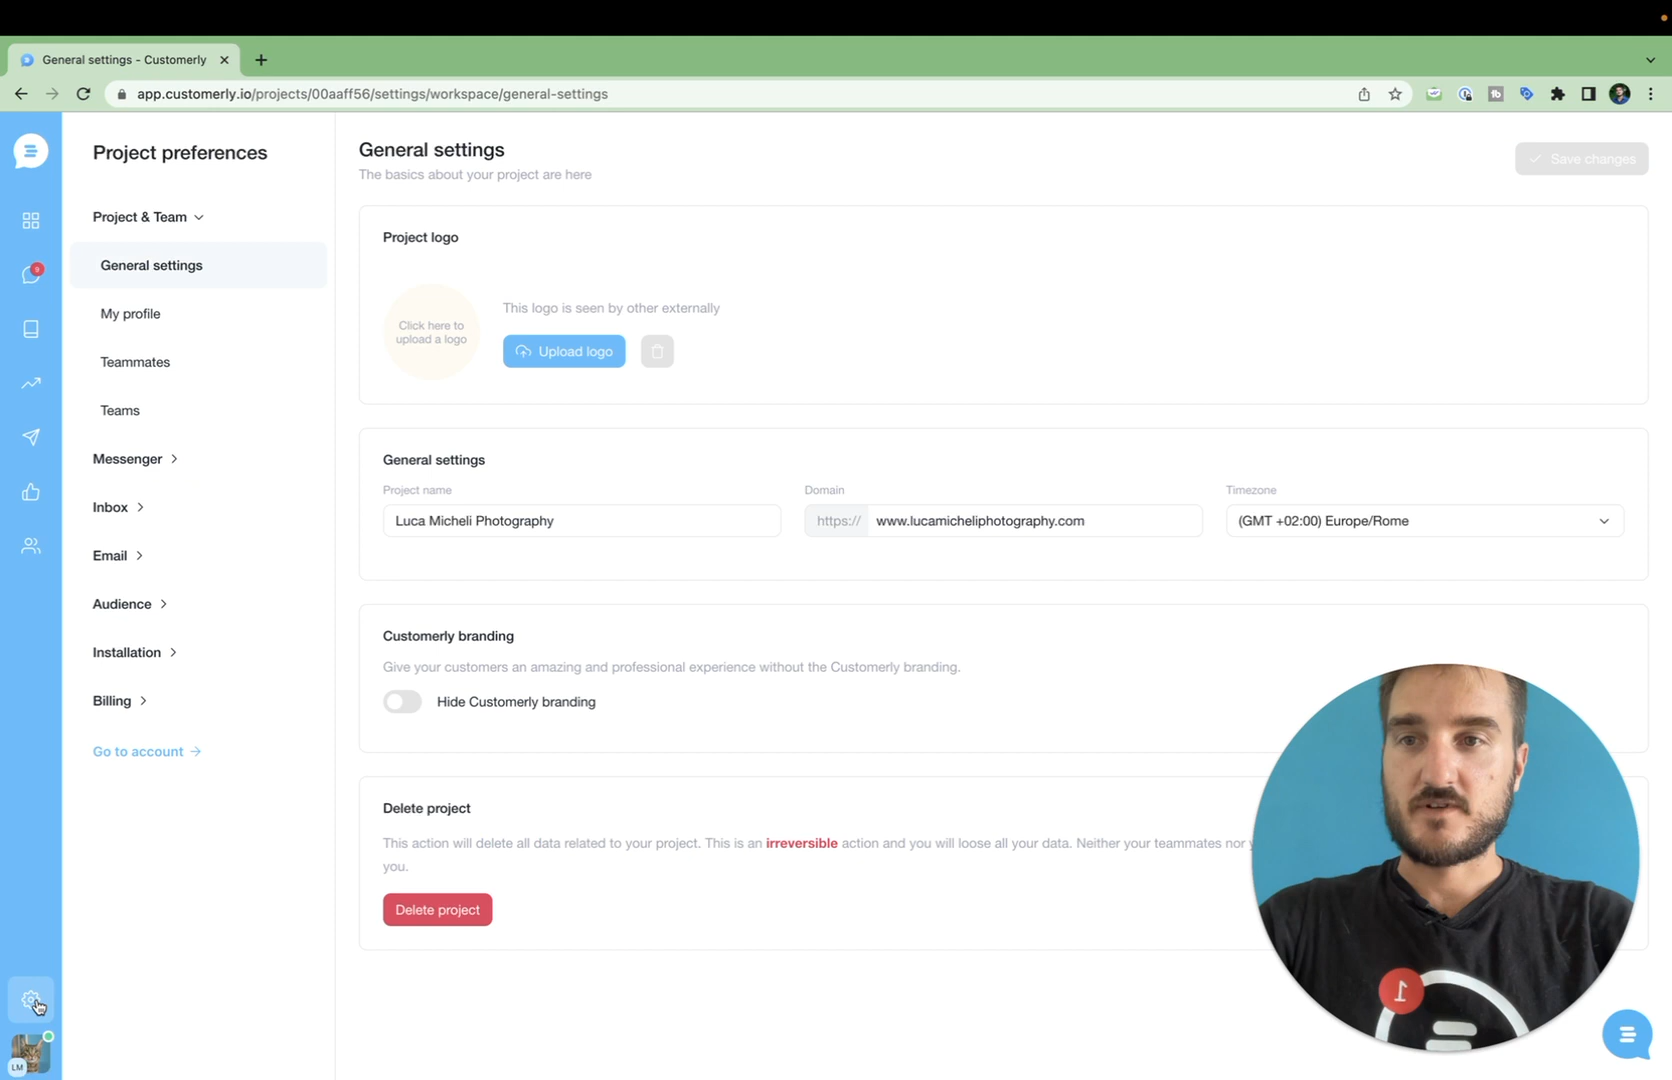 General settings - Customerly
app.customerly.io/projects/00aaff56/settings/workspace/general-settings
Project preferences
Project & Team
General settings
My profile
Teammates
Teams
Messenger
Inbox
Email
Audience
Installation
Billing
Go to account
9
LM
General settings
The basics about your project are here
Save changes
Project logo
Click here to
upload a logo
This logo is seen by other externally
Upload logo
General settings
Project name
Domain
Timezone
Luca Micheli Photography
https://
www.lucamicheliphotography.com
(GMT +02:00) Europe/Rome
Customerly branding
Give your customers an amazing and professional experience without the Customerly branding.
Hide Customerly branding
Delete project
This action will delete all data related to your project. This is an irreversible action and you will loose all your data. Neither your teammates nor
you.
Delete project
1